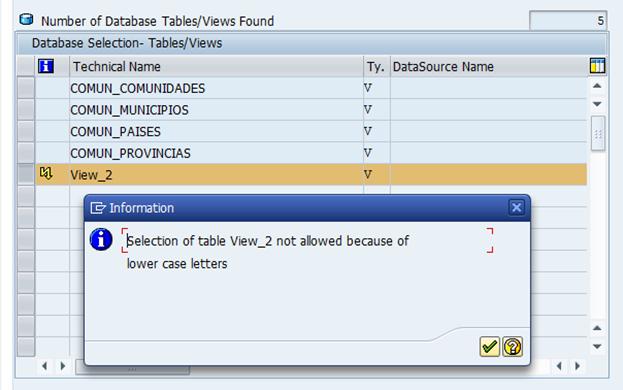 Number of Database Tables/Views Found 5
Database Selection- Tables/Views
Technical Name Ty. DataSource Name
COMUN_COMUNIDADES V
COMUN_MUNICIPIOS V
COMUN_PAISES V
COMUN_PROVINCIAS V
View_2 V
Information
Selection of table View_2 not allowed because of
lower case letters